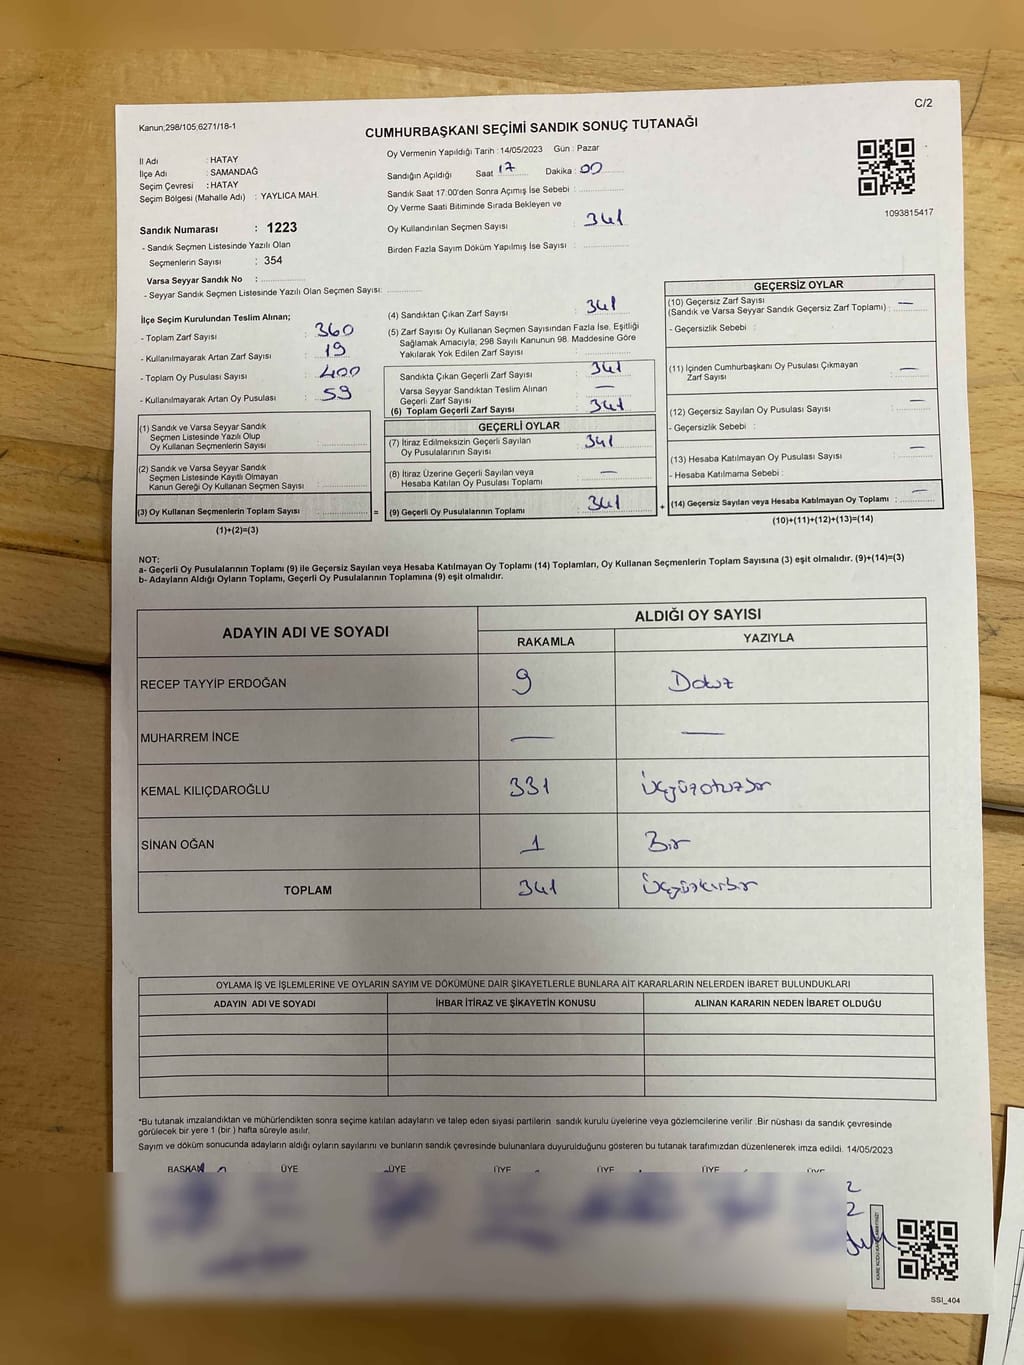 C/2
Kanun;298/105,6271/18-1
CUMHURBAŞKANI SEÇİMİ SANDIK SONUÇ TUTANAĞI
İl Adı : HATAY
İlçe Adı : SAMANDAĞ
Seçim Çevresi : HATAY
Seçim Bölgesi (Mahalle Adı) : YAYLICA MAH.
Sandık Numarası : 1223
- Sandık Seçmen Listesinde Yazılı Olan
Seçmenlerin Sayısı : 354
Varsa Seyyar Sandık No :
- Seyyar Sandık Seçmen Listesinde Yazılı Olan Seçmen Sayısı:
Oy Vermenin Yapıldığı Tarih : 14/05/2023 Gün : Pazar
Sandığın Açıldığı Saat 17 Dakika : 00
Sandık Saat 17:00'den Sonra Açımış İse Sebebi :
Oy Verme Saati Bitiminde Sırada Bekleyen ve
Oy Kullandırılan Seçmen Sayısı : 341
Birden Fazla Sayım Döküm Yapılmış İse Sayısı :
1093815417
İlçe Seçim Kurulundan Teslim Alınan;
- Toplam Zarf Sayısı : 360
- Kullanılmayarak Artan Zarf Sayısı : 19
- Toplam Oy Pusulası Sayısı : 400
- Kullanılmayarak Artan Oy Pusulası : 59
(1) Sandık ve Varsa Seyyar Sandık
Seçmen Listesinde Yazılı Olup
Oy Kullanan Seçmenlerin Sayısı :
(2) Sandık ve Varsa Seyyar Sandık
Seçmen Listesinde Kayıtlı Olmayan
Kanun Gereği Oy Kullanan Seçmen Sayısı :
(3) Oy Kullanan Seçmenlerin Toplam Sayısı :
(1)+(2)=(3)
=
(4) Sandıktan Çıkan Zarf Sayısı : 341
(5) Zarf Sayısı Oy Kullanan Seçmen Sayısından Fazla İse, Eşitliği
Sağlamak Amacıyla; 298 Sayılı Kanunun 98. Maddesine Göre
Yakılarak Yok Edilen Zarf Sayısı :
Sandıkta Çıkan Geçerli Zarf Sayısı : 341
Varsa Seyyar Sandıktan Teslim Alınan
Geçerli Zarf Sayısı : —
(6) Toplam Geçerli Zarf Sayısı : 341
GEÇERLİ OYLAR
(7) İtiraz Edilmeksizin Geçerli Sayılan
Oy Pusulalarının Sayısı : 341
(8) İtiraz Üzerine Geçerli Sayılan veya
Hesaba Katılan Oy Pusulası Toplamı : —
(9) Geçerli Oy Pusulalarının Toplamı : 341
+
GEÇERSİZ OYLAR
(10) Geçersiz Zarf Sayısı
(Sandık ve Varsa Seyyar Sandık Geçersiz Zarf Toplamı) : —
- Geçersizlik Sebebi :
(11) İçinden Cumhurbaşkanı Oy Pusulası Çıkmayan
Zarf Sayısı : —
(12) Geçersiz Sayılan Oy Pusulası Sayısı : —
- Geçersizlik Sebebi :
(13) Hesaba Katılmayan Oy Pusulası Sayısı : —
- Hesaba Katılmama Sebebi :
(14) Geçersiz Sayılan veya Hesaba Katılmayan Oy Toplamı : —
(10)+(11)+(12)+(13)=(14)
NOT:
a- Geçerli Oy Pusulalarının Toplamı (9) ile Geçersiz Sayılan veya Hesaba Katılmayan Oy Toplamı (14) Toplamları, Oy Kullanan Seçmenlerin Toplam Sayısına (3) eşit olmalıdır. (9)+(14)=(3)
b- Adayların Aldığı Oyların Toplamı, Geçerli Oy Pusulalarının Toplamına (9) eşit olmalıdır.
ADAYIN ADI VE SOYADI
ALDIĞI OY SAYISI
RAKAMLA YAZIYLA
RECEP TAYYİP ERDOĞAN 9 Dokuz
MUHARREM İNCE — —
KEMAL KILIÇDAROĞLU 331 Üçyüzotuzbir
SİNAN OĞAN 1 Bir
TOPLAM 341 Üçyüzkırkbir
OYLAMA İŞ VE İŞLEMLERİNE VE OYLARIN SAYIM VE DÖKÜMÜNE DAİR ŞİKAYETLERLE BUNLARA AİT KARARLARIN NELERDEN İBARET BULUNDUKLARI
ADAYIN ADI VE SOYADI İHBAR İTİRAZ VE ŞİKAYETİN KONUSU ALINAN KARARIN NEDEN İBARET OLDUĞU
*Bu tutanak imzalandıktan ve mühürlendikten sonra seçime katılan adayların ve talep eden siyasi partilerin sandık kurulu üyelerine veya gözlemcilerine verilir .Bir nüshası da sandık çevresinde
görülecek bir yere 1 (bir ) hafta süreyle asılır.
Sayım ve döküm sonucunda adayların aldığı oyların sayılarını ve bunların sandık çevresinde bulunanlara duyurulduğunu gösteren bu tutanak tarafımızdan düzenlenerek imza edildi. 14/05/2023
BAŞKAN ÜYE ÜYE ÜYE ÜYE ÜYE ÜYE
SSI_404